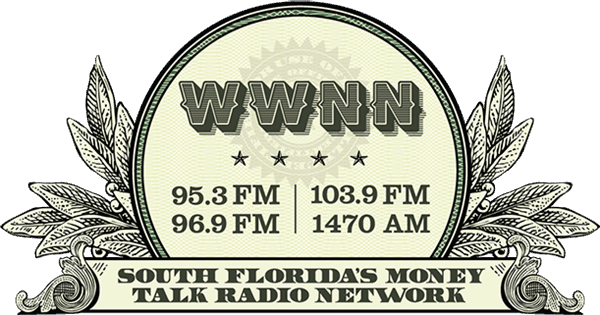 WWNN
95.3 FM | 103.9 FM
96.9 FM | 1470 AM
SOUTH FLORIDA'S MONEY
TALK RADIO NETWORK